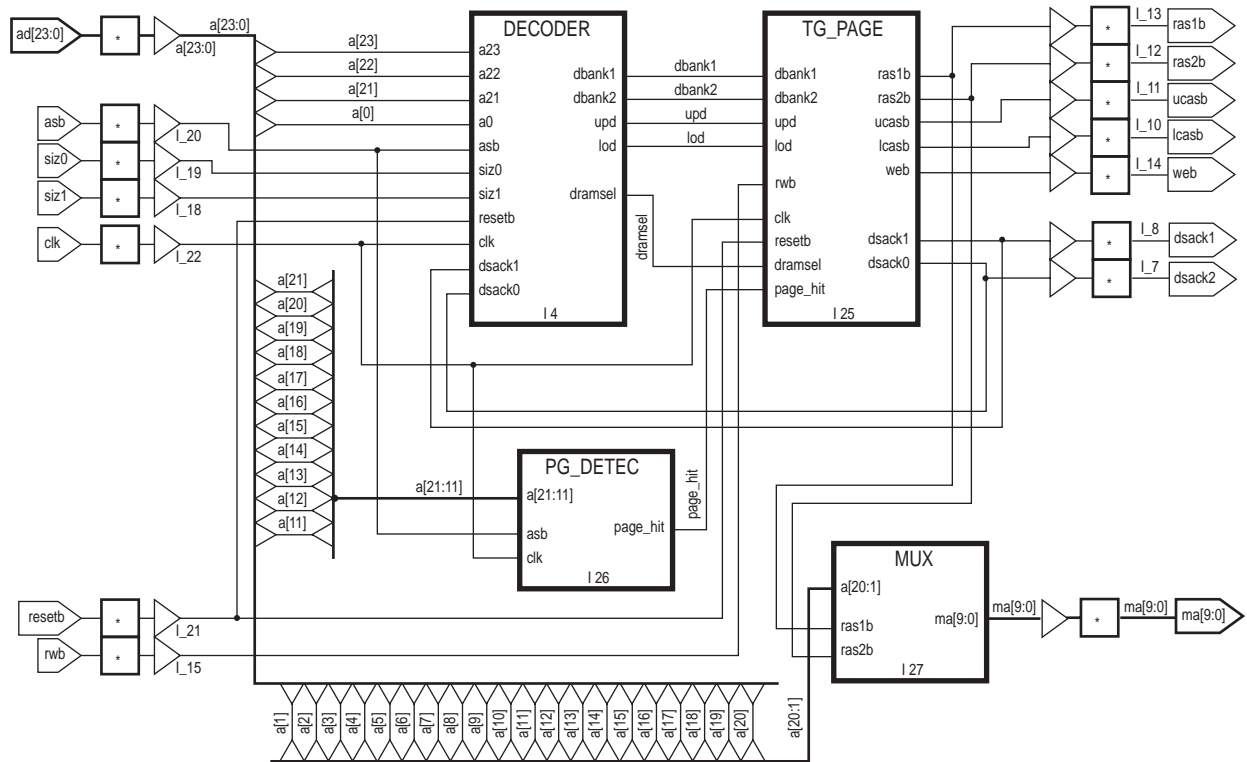 ad[23:0]
*
a[23:0]
a[23:0]
a[23]
a[22]
a[21]
a[0]
asb
*
I_20
siz0
*
I_19
siz1
*
I_18
clk
*
I_22
DECODER
a23
a22
a21
a0
asb
siz0
siz1
resetb
clk
dsack1
dsack0
dbank1
dbank2
upd
lod
dramsel
I 4
dbank1
dbank2
upd
lod
dramsel
TG_PAGE
dbank1
dbank2
upd
lod
rwb
clk
resetb
dramsel
page_hit
ras1b
ras2b
ucasb
lcasb
web
dsack1
dsack0
I 25
*
I_13
ras1b
*
I_12
ras2b
*
I_11
ucasb
*
I_10
lcasb
*
I_14
web
*
I_8
dsack1
*
I_7
dsack2
a[21]
a[20]
a[19]
a[18]
a[17]
a[16]
a[15]
a[14]
a[13]
a[12]
a[11]
a[21:11]
PG_DETEC
a[21:11]
asb
clk
page_hit
I 26
page_hit
resetb
*
I_21
rwb
*
I_15
MUX
a[20:1]
ras1b
ras2b
ma[9:0]
I 27
ma[9:0]
*
ma[9:0]
ma[9:0]
a[1]
a[2]
a[3]
a[4]
a[5]
a[6]
a[7]
a[8]
a[9]
a[10]
a[11]
a[12]
a[13]
a[14]
a[15]
a[16]
a[17]
a[18]
a[19]
a[20]
a[20:1]